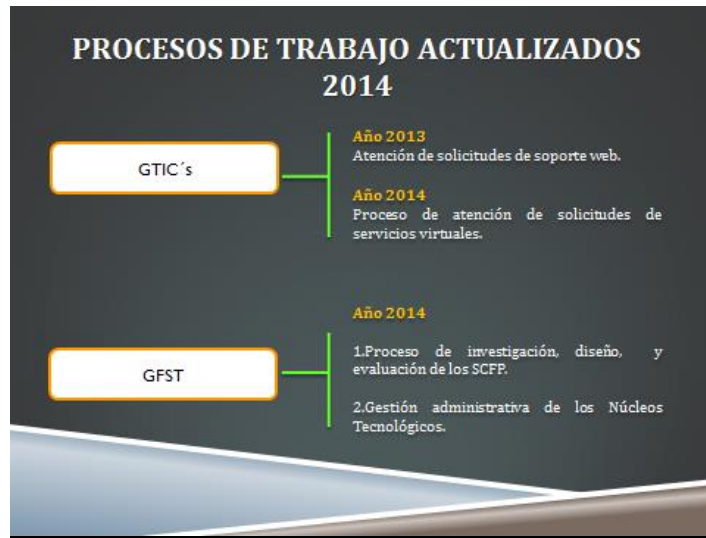 PROCESOS DE TRABAJO ACTUALIZADOS
2014
GTIC´s
Año 2013
Atención de solicitudes de soporte web.
Año 2014
Proceso de atención de solicitudes de
servicios virtuales.
GFST
Año 2014
1.Proceso de investigación, diseño, y
evaluación de los SCFP.
2.Gestión administrativa de los Núcleos
Tecnológicos.